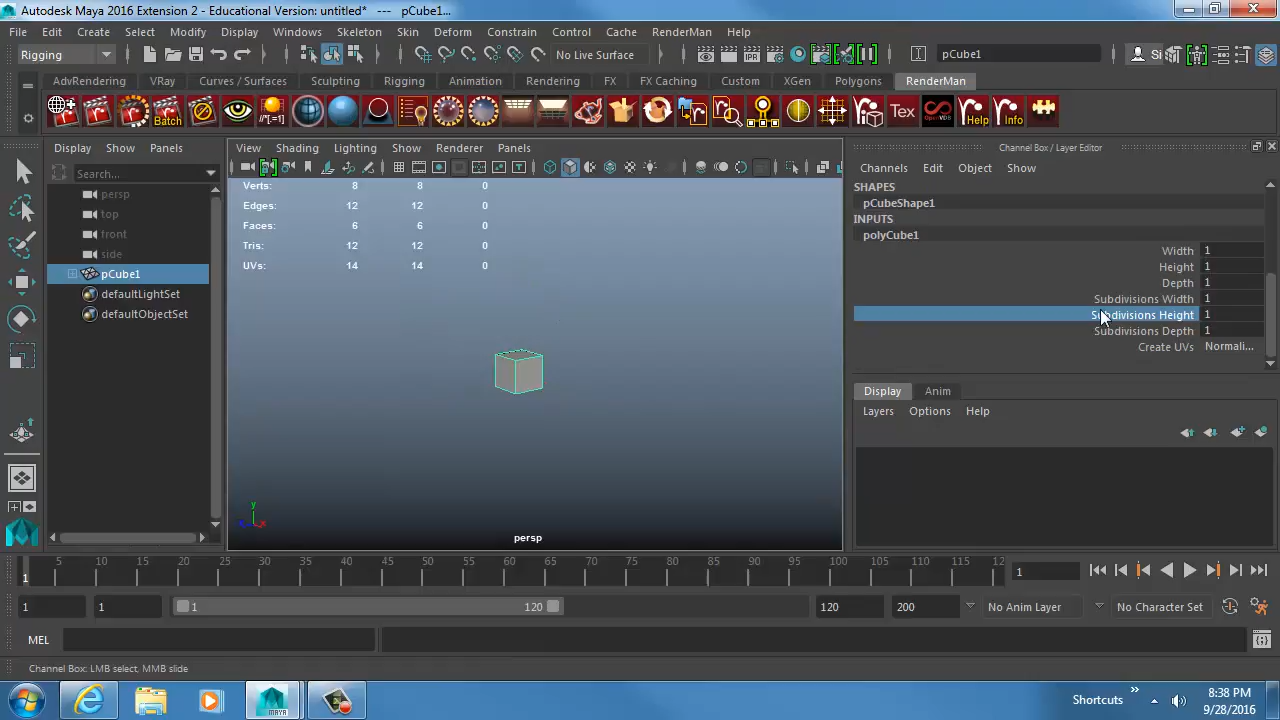 Autodesk Maya 2016 Extension 2 - Educational Version: untitled* --- pCube1...
File Edit Create Select Modify Display Windows Skeleton Skin Deform Constrain Control Cache RenderMan Help
Rigging No Live Surface pCube1 Si
AdvRendering VRay Curves / Surfaces Sculpting Rigging Animation Rendering FX FX Caching Custom XGen Polygons RenderMan
Batch //*[.=!] Tex OpenVDB Help Info
Display Show Panels
Search...
persp
top
front
side
pCube1
defaultLightSet
defaultObjectSet
View Shading Lighting Show Renderer Panels
Verts: 8 8 0
Edges: 12 12 0
Faces: 6 6 0
Tris: 12 12 0
UVs: 14 14 0
y
x
persp
Channel Box / Layer Editor
Channels Edit Object Show
SHAPES
pCubeShape1
INPUTS
polyCube1
Width 1
Height 1
Depth 1
Subdivisions Width 1
Subdivisions Height 1
Subdivisions Depth 1
Create UVs Normali...
Display Anim
Layers Options Help
1 5 10 15 20 25 30 35 40 45 50 55 60 65 70 75 80 85 90 95 100 105 110 115 12 1
1 1 1 120 120 200 No Anim Layer No Character Set
MEL
Channel Box: LMB select, MMB slide
MAYA
Shortcuts
8:38 PM
9/28/2016